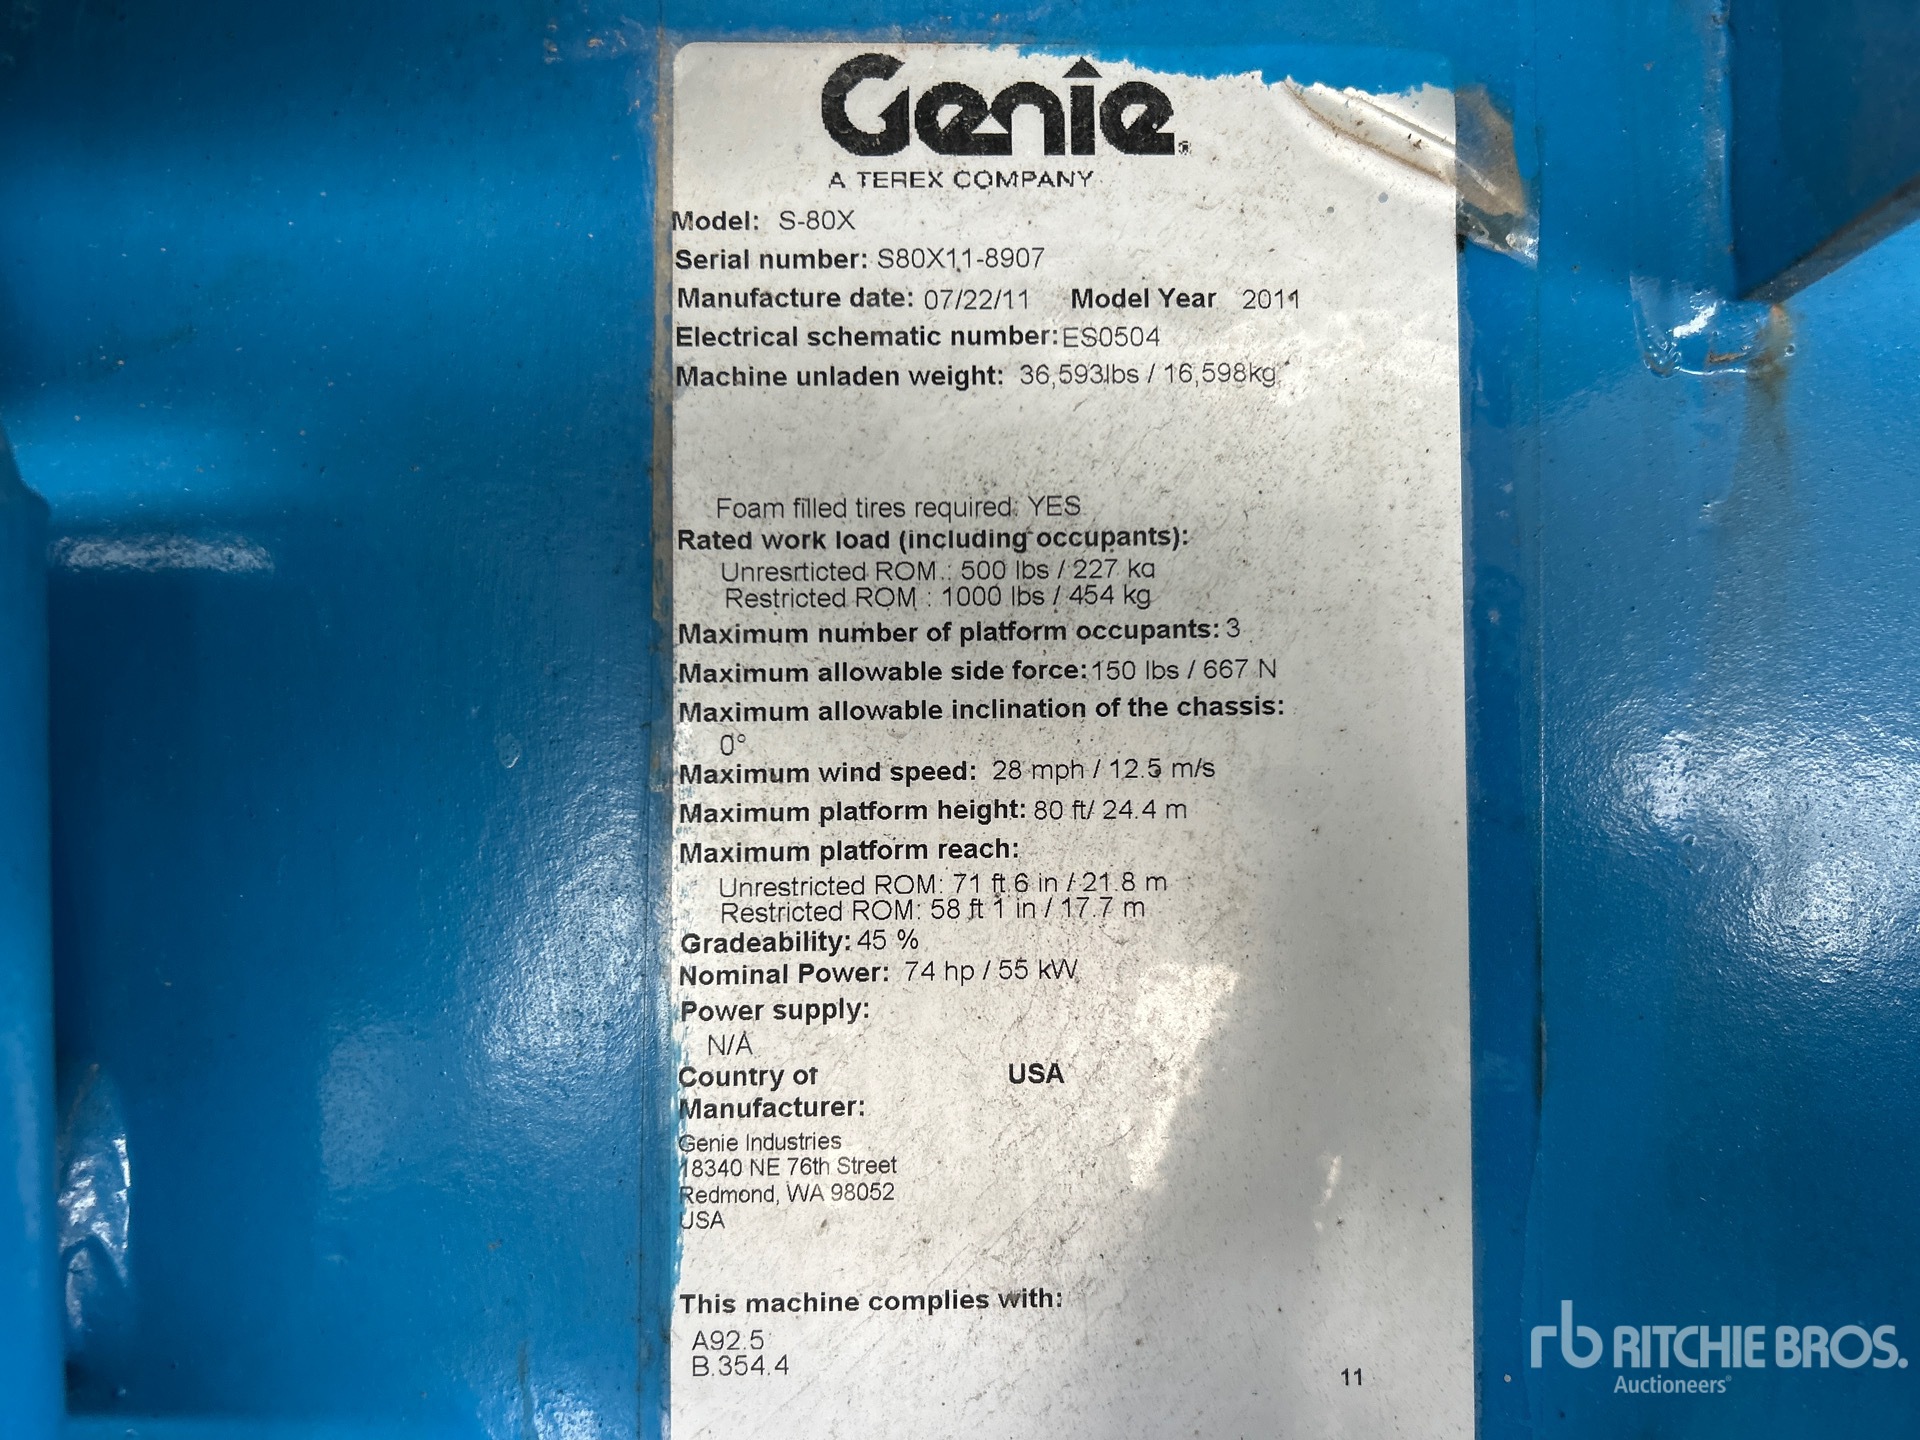 Genie
A TEREX COMPANY
Model: S-80X
Serial number: S80X11-8907
Manufacture date: 07/22/11 Model Year 2011
Electrical schematic number: ES0504
Machine unladen weight: 36,593lbs / 16,598kg
Foam filled tires required: YES
Rated work load (including occupants):
Unresrticted ROM.: 500 lbs / 227 kg
Restricted ROM : 1000 lbs / 454 kg
Maximum number of platform occupants: 3
Maximum allowable side force: 150 lbs / 667 N
Maximum allowable inclination of the chassis:
0°
Maximum wind speed: 28 mph / 12.5 m/s
Maximum platform height: 80 ft/ 24.4 m
Maximum platform reach:
Unrestricted ROM: 71 ft 6 in / 21.8 m
Restricted ROM: 58 ft 1 in / 17.7 m
Gradeability: 45 %
Nominal Power: 74 hp / 55 kW
Power supply:
N/A
Country of USA
Manufacturer:
Genie Industries
18340 NE 76th Street
Redmond, WA 98052
USA
This machine complies with:
A92.5
B.354.4
11
rb RITCHIE BROS.
Auctioneers